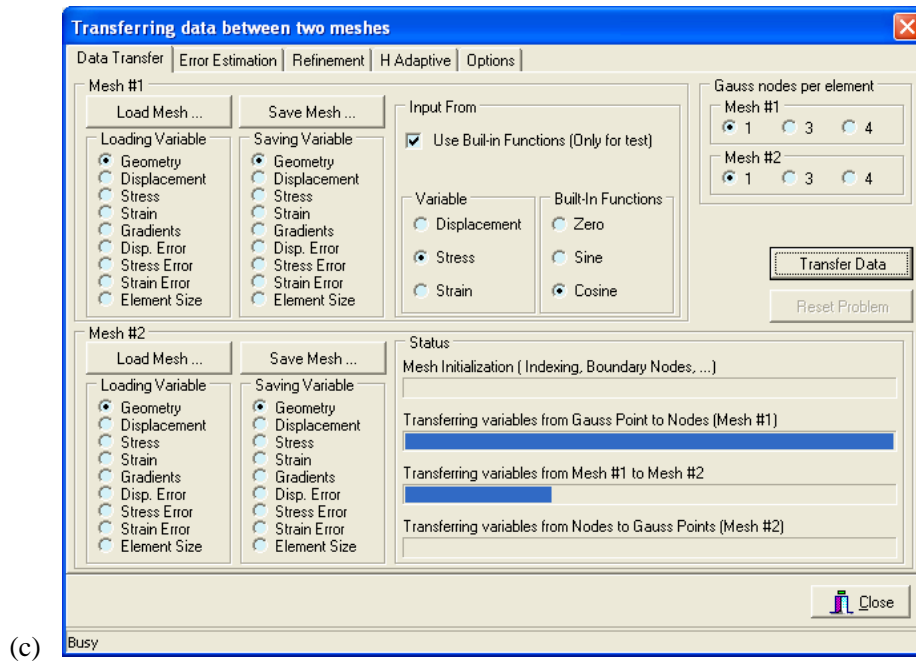 Transferring data between two meshes
Data Transfer Error Estimation Refinement H Adaptive Options
Mesh #1
Load Mesh ... Save Mesh ...
Loading Variable
Geometry
Displacement
Stress
Strain
Gradients
Disp. Error
Stress Error
Strain Error
Element Size
Saving Variable
Geometry
Displacement
Stress
Strain
Gradients
Disp. Error
Stress Error
Strain Error
Element Size
Input From
Use Buil-in Functions (Only for test)
Variable
Displacement
Stress
Strain
Built-In Functions
Zero
Sine
Cosine
Gauss nodes per element
Mesh #1
1 3 4
Mesh #2
1 3 4
Transfer Data
Reset Problem
Mesh #2
Load Mesh ... Save Mesh ...
Loading Variable
Geometry
Displacement
Stress
Strain
Gradients
Disp. Error
Stress Error
Strain Error
Element Size
Saving Variable
Geometry
Displacement
Stress
Strain
Gradients
Disp. Error
Stress Error
Strain Error
Element Size
Status
Mesh Initialization ( Indexing, Boundary Nodes, ...)
Transferring variables from Gauss Point to Nodes (Mesh #1)
Transferring variables from Mesh #1 to Mesh #2
Transferring variables from Nodes to Gauss Points (Mesh #2)
Close
Busy
(c)